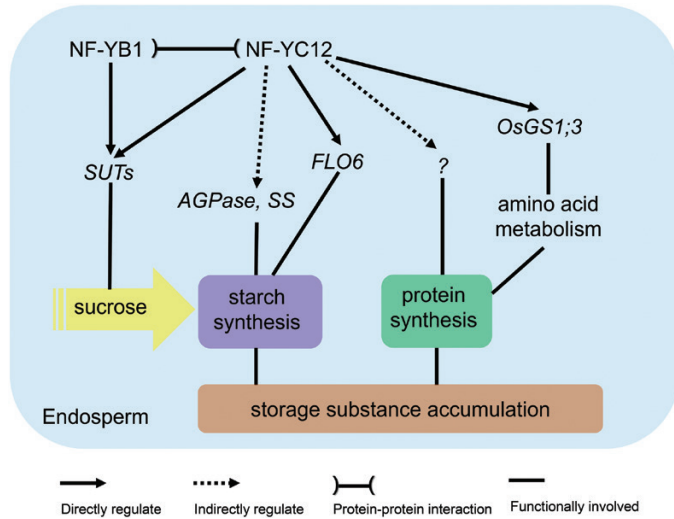 NF-YB1 NF-YC12
OsGS1;3
SUTs
FLO6
?
AGPase, SS
amino acid
metabolism
sucrose
starch
synthesis
protein
synthesis
storage substance accumulation
Endosperm
Directly regulate Indirectly regulate Protein-protein interaction Functionally involved